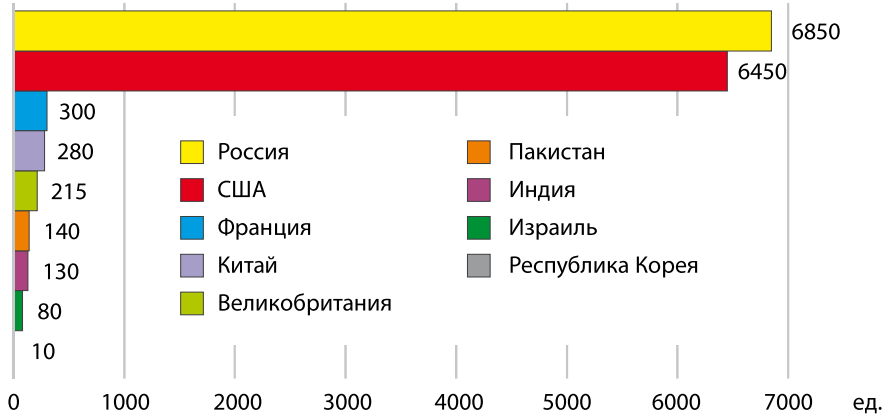 6850
6450
300
280
215
140
130
80
10
Россия
США
Франция
Китай
Великобритания
Пакистан
Индия
Израиль
Республика Корея
0 1000 2000 3000 4000 5000 6000 7000 ед.